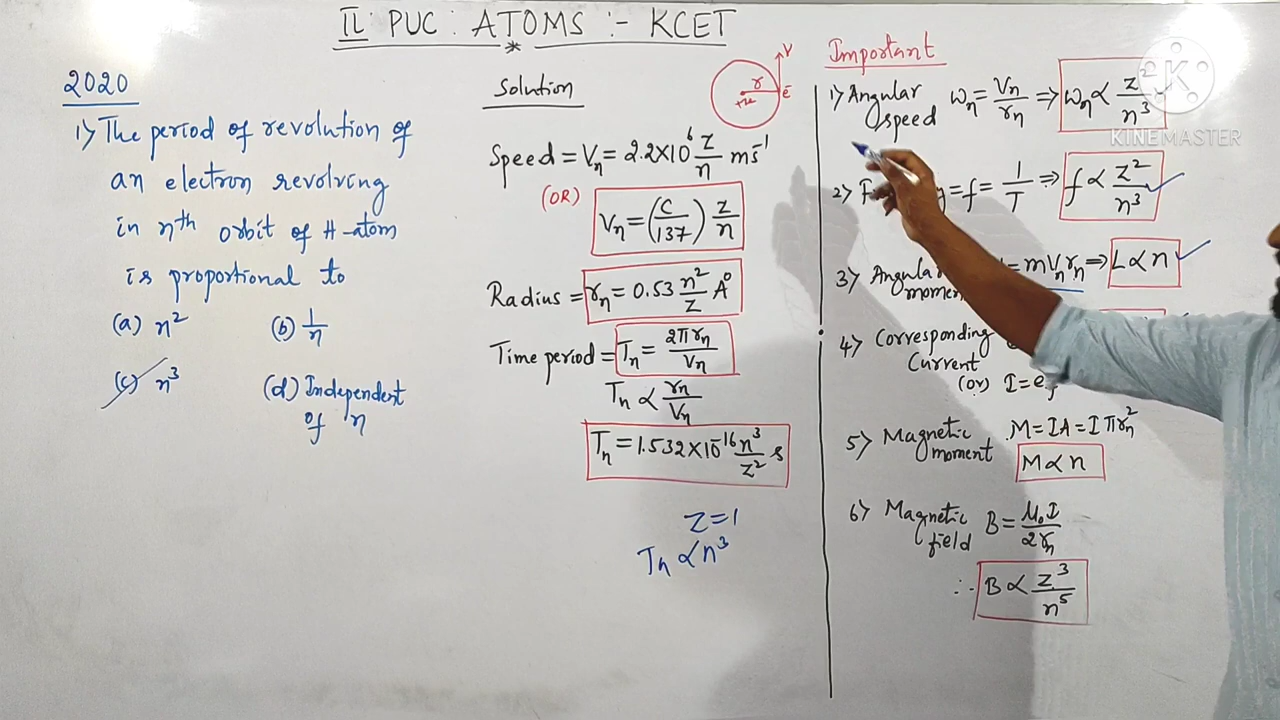 II PUC : ATOMS :- KCET
2020
1) The period of revolution of
an electron revolving
in nth orbit of H-atom
is proportional to
(a) n² (b) 1/n
(c) n³ (d) Independent
of n
Solution
r
+ze
v
e⁻
Speed = Vn = 2.2×10⁶ Z/n ms⁻¹
(OR)
Vn = (C/137) Z/n
Radius = rn = 0.53 n²/Z A°
Time period = Tn = 2πrn/Vn
Tn ∝ rn/Vn
Tn = 1.532×10⁻¹⁶ n³/Z² s
Z=1
Tn ∝ n³
Important
1) Angular
speed ωn = Vn/rn ⇒ ωn ∝ Z²/n³
2) = f = 1/T ⇒ f ∝ Z²/n³
3) Angular = mVnrn ⇒ L ∝ n
4) Corresponding
Current
(or) I = e
5) Magnetic
moment M = IA = Iπrn²
M ∝ n
6) Magnetic
field B = μ₀I/2rn
∴ B ∝ Z³/n⁵
K
KINEMASTER